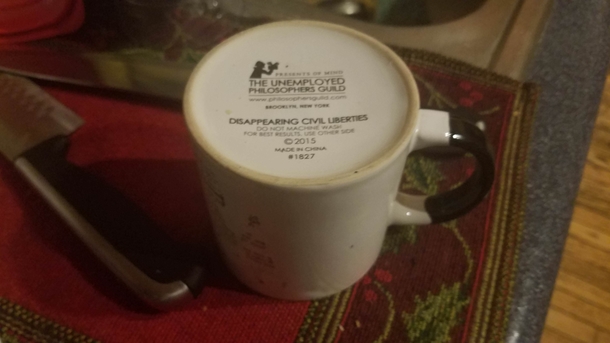 PRESENTS OF MIND
THE UNEMPLOYED
PHILOSOPHERS GUILD
www.philosophersguild.com
BROOKLYN, NEW YORK
DISAPPEARING CIVIL LIBERTIES
DO NOT MACHINE WASH
FOR BEST RESULTS, USE OTHER SIDE
©2015
MADE IN CHINA
#1827